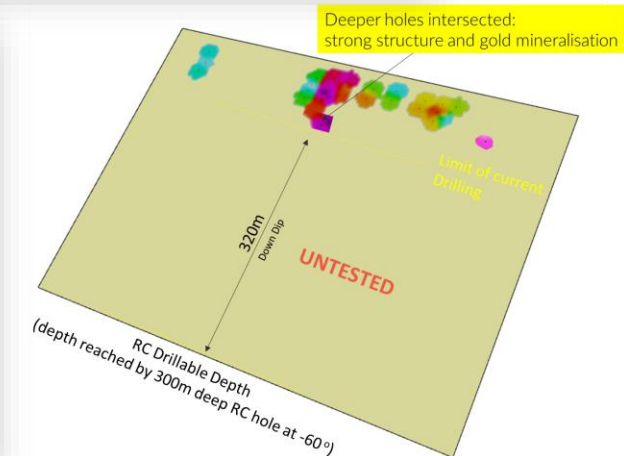 Deeper holes intersected:
strong structure and gold mineralisation
Limit of current
Drilling
320m
Down Dip
UNTESTED
RC Drillable Depth
(depth reached by 300m deep RC hole at -60°)